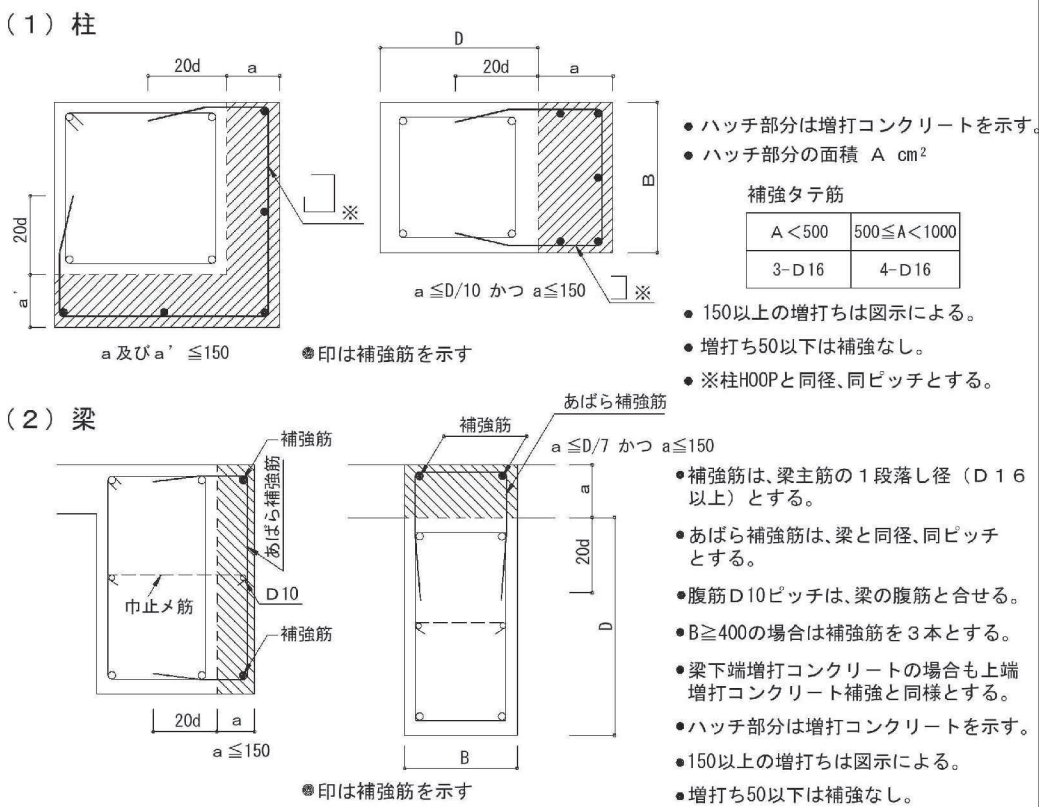 (1)柱
20d
a
20d
a'
※
a及びa'≦150
D
20d
a
B
a≦D/10 かつ a≦150
※
●印は補強筋を示す
●ハッチ部分は増打コンクリートを示す。
●ハッチ部分の面積 A cm²
補強タテ筋
A<500
500≦A<1000
3-D16
4-D16
●150以上の増打ちは図示による。
●増打ち50以下は補強なし。
●※柱HOOPと同径、同ピッチとする。
(2)梁
補強筋
あばら補強筋
巾止メ筋
D10
補強筋
20d
a
a≦150
あばら補強筋
補強筋
a≦D/7 かつ a≦150
a
20d
D
B
●印は補強筋を示す
●補強筋は、梁主筋の1段落し径(D16
以上)とする。
●あばら補強筋は、梁と同径、同ピッチ
とする。
●腹筋D10ピッチは、梁の腹筋と合せる。
●B≧400の場合は補強筋を3本とする。
●梁下端増打コンクリートの場合も上端
増打コンクリート補強と同様とする。
●ハッチ部分は増打コンクリートを示す。
●150以上の増打ちは図示による。
●増打ち50以下は補強なし。